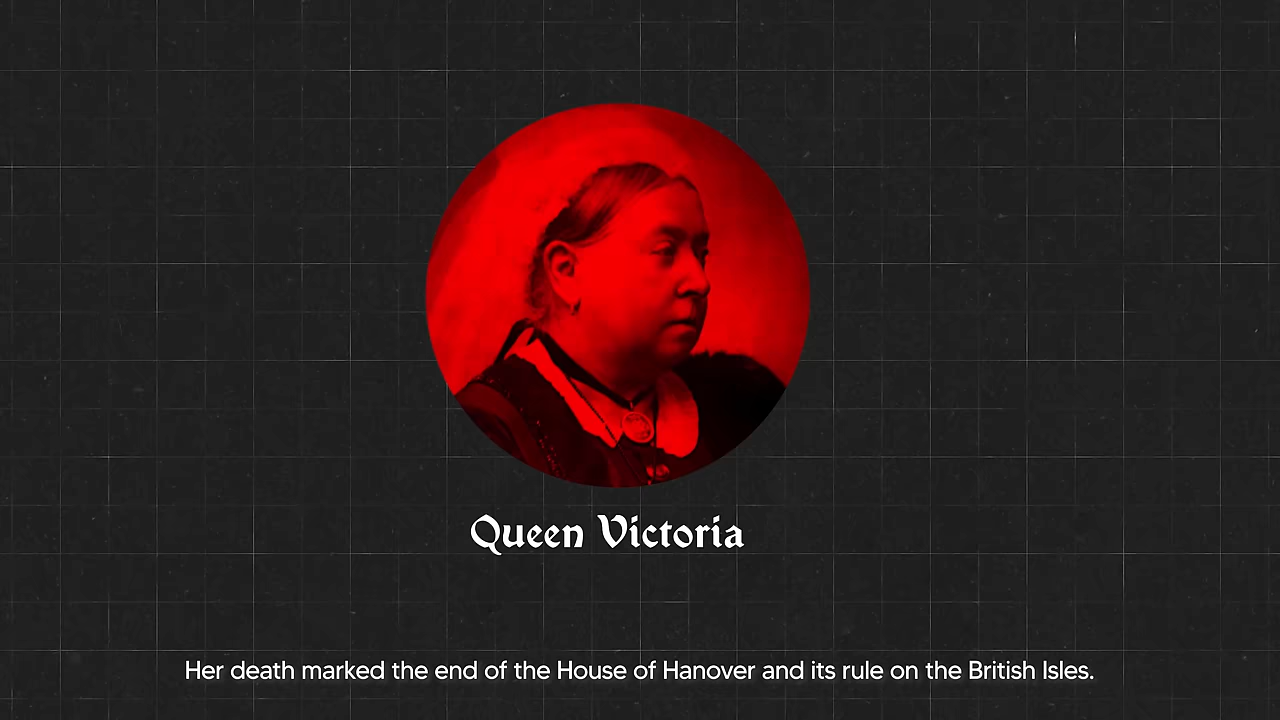 Queen Victoria
Her death marked the end of the House of Hanover and its rule on the British Isles.